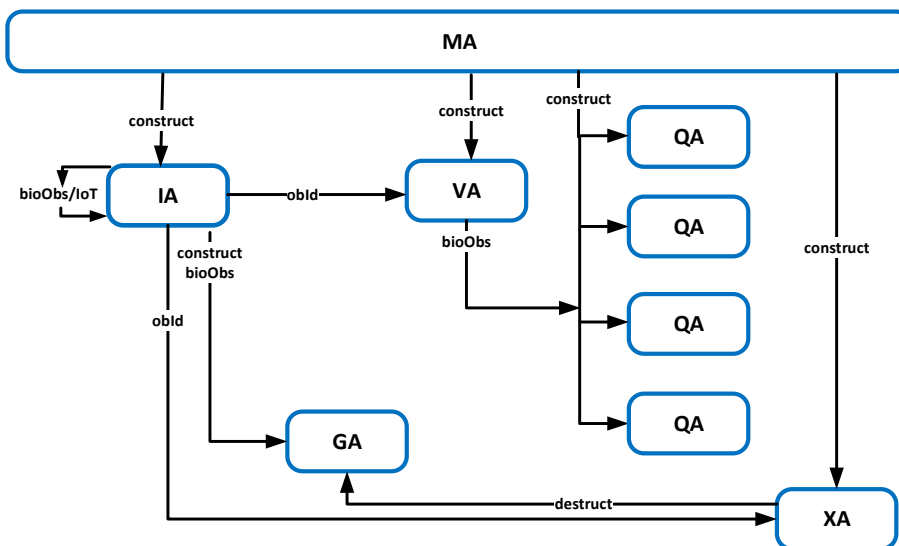 MA
construct
construct
construct
construct
QA
bioObs/IoT
IA
obId
VA
QA
bioObs
construct
bioObs
obId
QA
QA
GA
destruct
XA